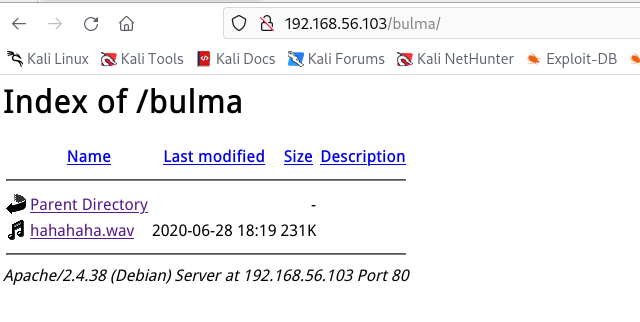 192.168.56.103/bulma/
Kali Linux Kali Tools Kali Docs Kali Forums Kali NetHunter Exploit-DB
Index of /bulma
Name Last modified Size Description
Parent Directory -
hahahaha.wav 2020-06-28 18:19 231K
Apache/2.4.38 (Debian) Server at 192.168.56.103 Port 80